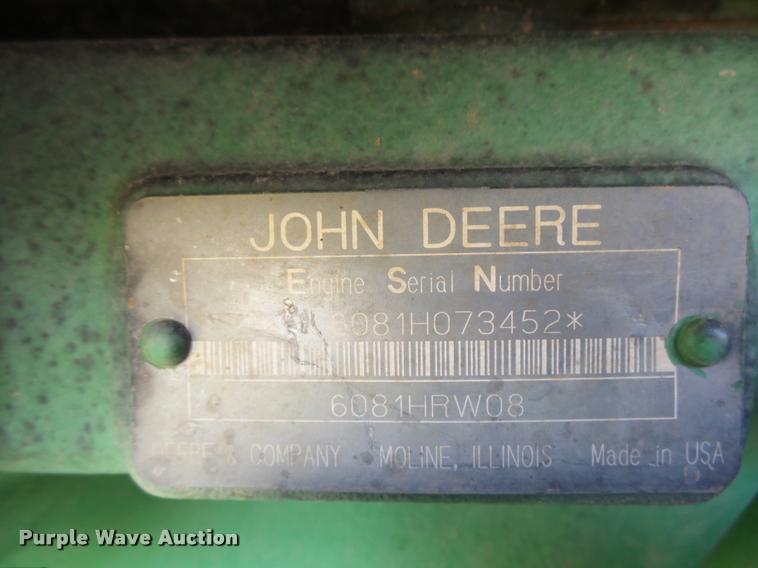 JOHN DEERE
Engine Serial Number
6081H073452*
6081HRW08
DEERE & COMPANY MOLINE, ILLINOIS Made in USA
Purple Wave Auction